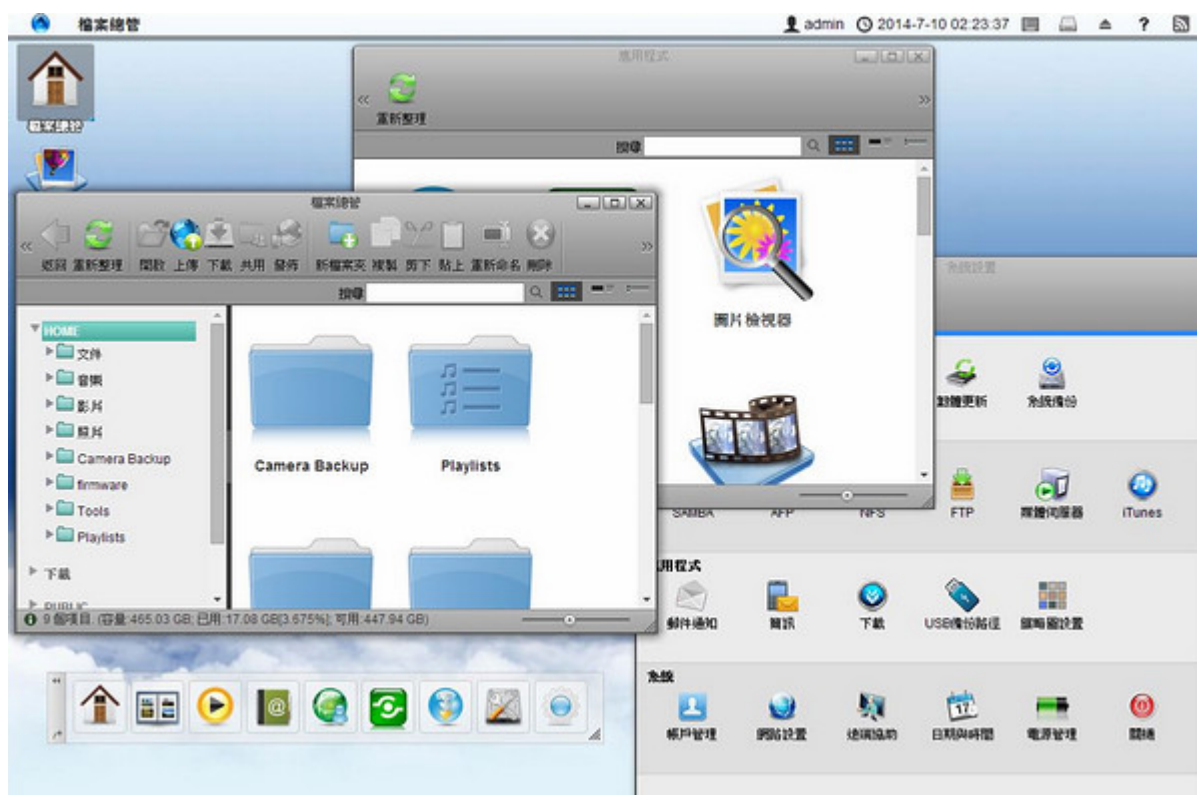 檔案總管
admin 2014-7-10 02:23:37
檔案總管
應用程式
重新整理
搜尋
圖片檢視器
檔案總管
返回 重新整理 開啟 上傳 下載 共用 發佈 新檔案夾 複製 剪下 貼上 重新命名 刪除
搜尋
HOME
文件
音樂
影片
照片
Camera Backup
firmware
Tools
Playlists
下載
PUBLIC
Camera Backup
Playlists
9 個項目. (容量:465.03 GB; 已用:17.08 GB[3.675%]; 可用:447.94 GB)
系統設置
韌體更新 系統備份
SAMBA AFP NFS FTP 媒體伺服器 iTunes
應用程式
郵件通知 簡訊 下載 USB備份路徑 縮略圖設置
系統
帳戶管理 網路設置 遠端協助 日期與時間 電源管理 關機
17